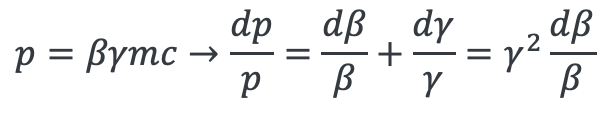 p = βγmc → dp/p = dβ/β + dγ/γ = γ² dβ/β